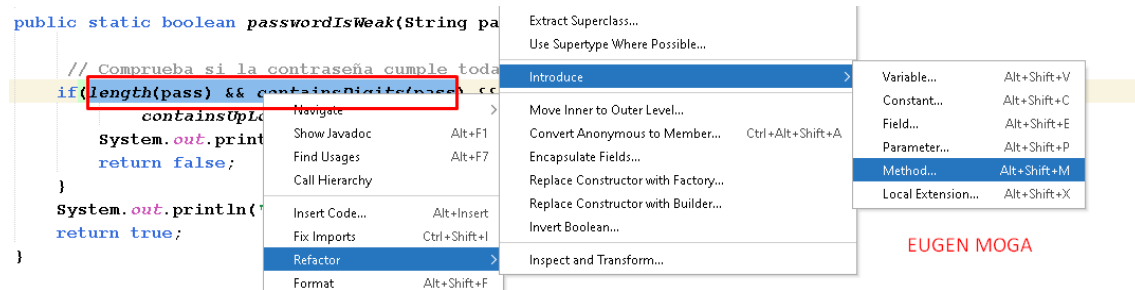 public static boolean passwordIsWeak(String pa
// Comprueba si la contraseña cumple toda
if(length(pass) && containsDigits(pass) &&
containsUpLo
System.out.print
return false;
}
System.out.println("
return true;
}
Navigate
Show Javadoc Alt+F1
Find Usages Alt+F7
Call Hierarchy
Insert Code... Alt+Insert
Fix Imports Ctrl+Shift+I
Refactor
Format Alt+Shift+F
Extract Superclass...
Use Supertype Where Possible...
Introduce
Move Inner to Outer Level...
Convert Anonymous to Member... Ctrl+Alt+Shift+A
Encapsulate Fields...
Replace Constructor with Factory...
Replace Constructor with Builder...
Invert Boolean...
Inspect and Transform...
Variable... Alt+Shift+V
Constant... Alt+Shift+C
Field... Alt+Shift+E
Parameter... Alt+Shift+P
Method... Alt+Shift+M
Local Extension... Alt+Shift+X
EUGEN MOGA